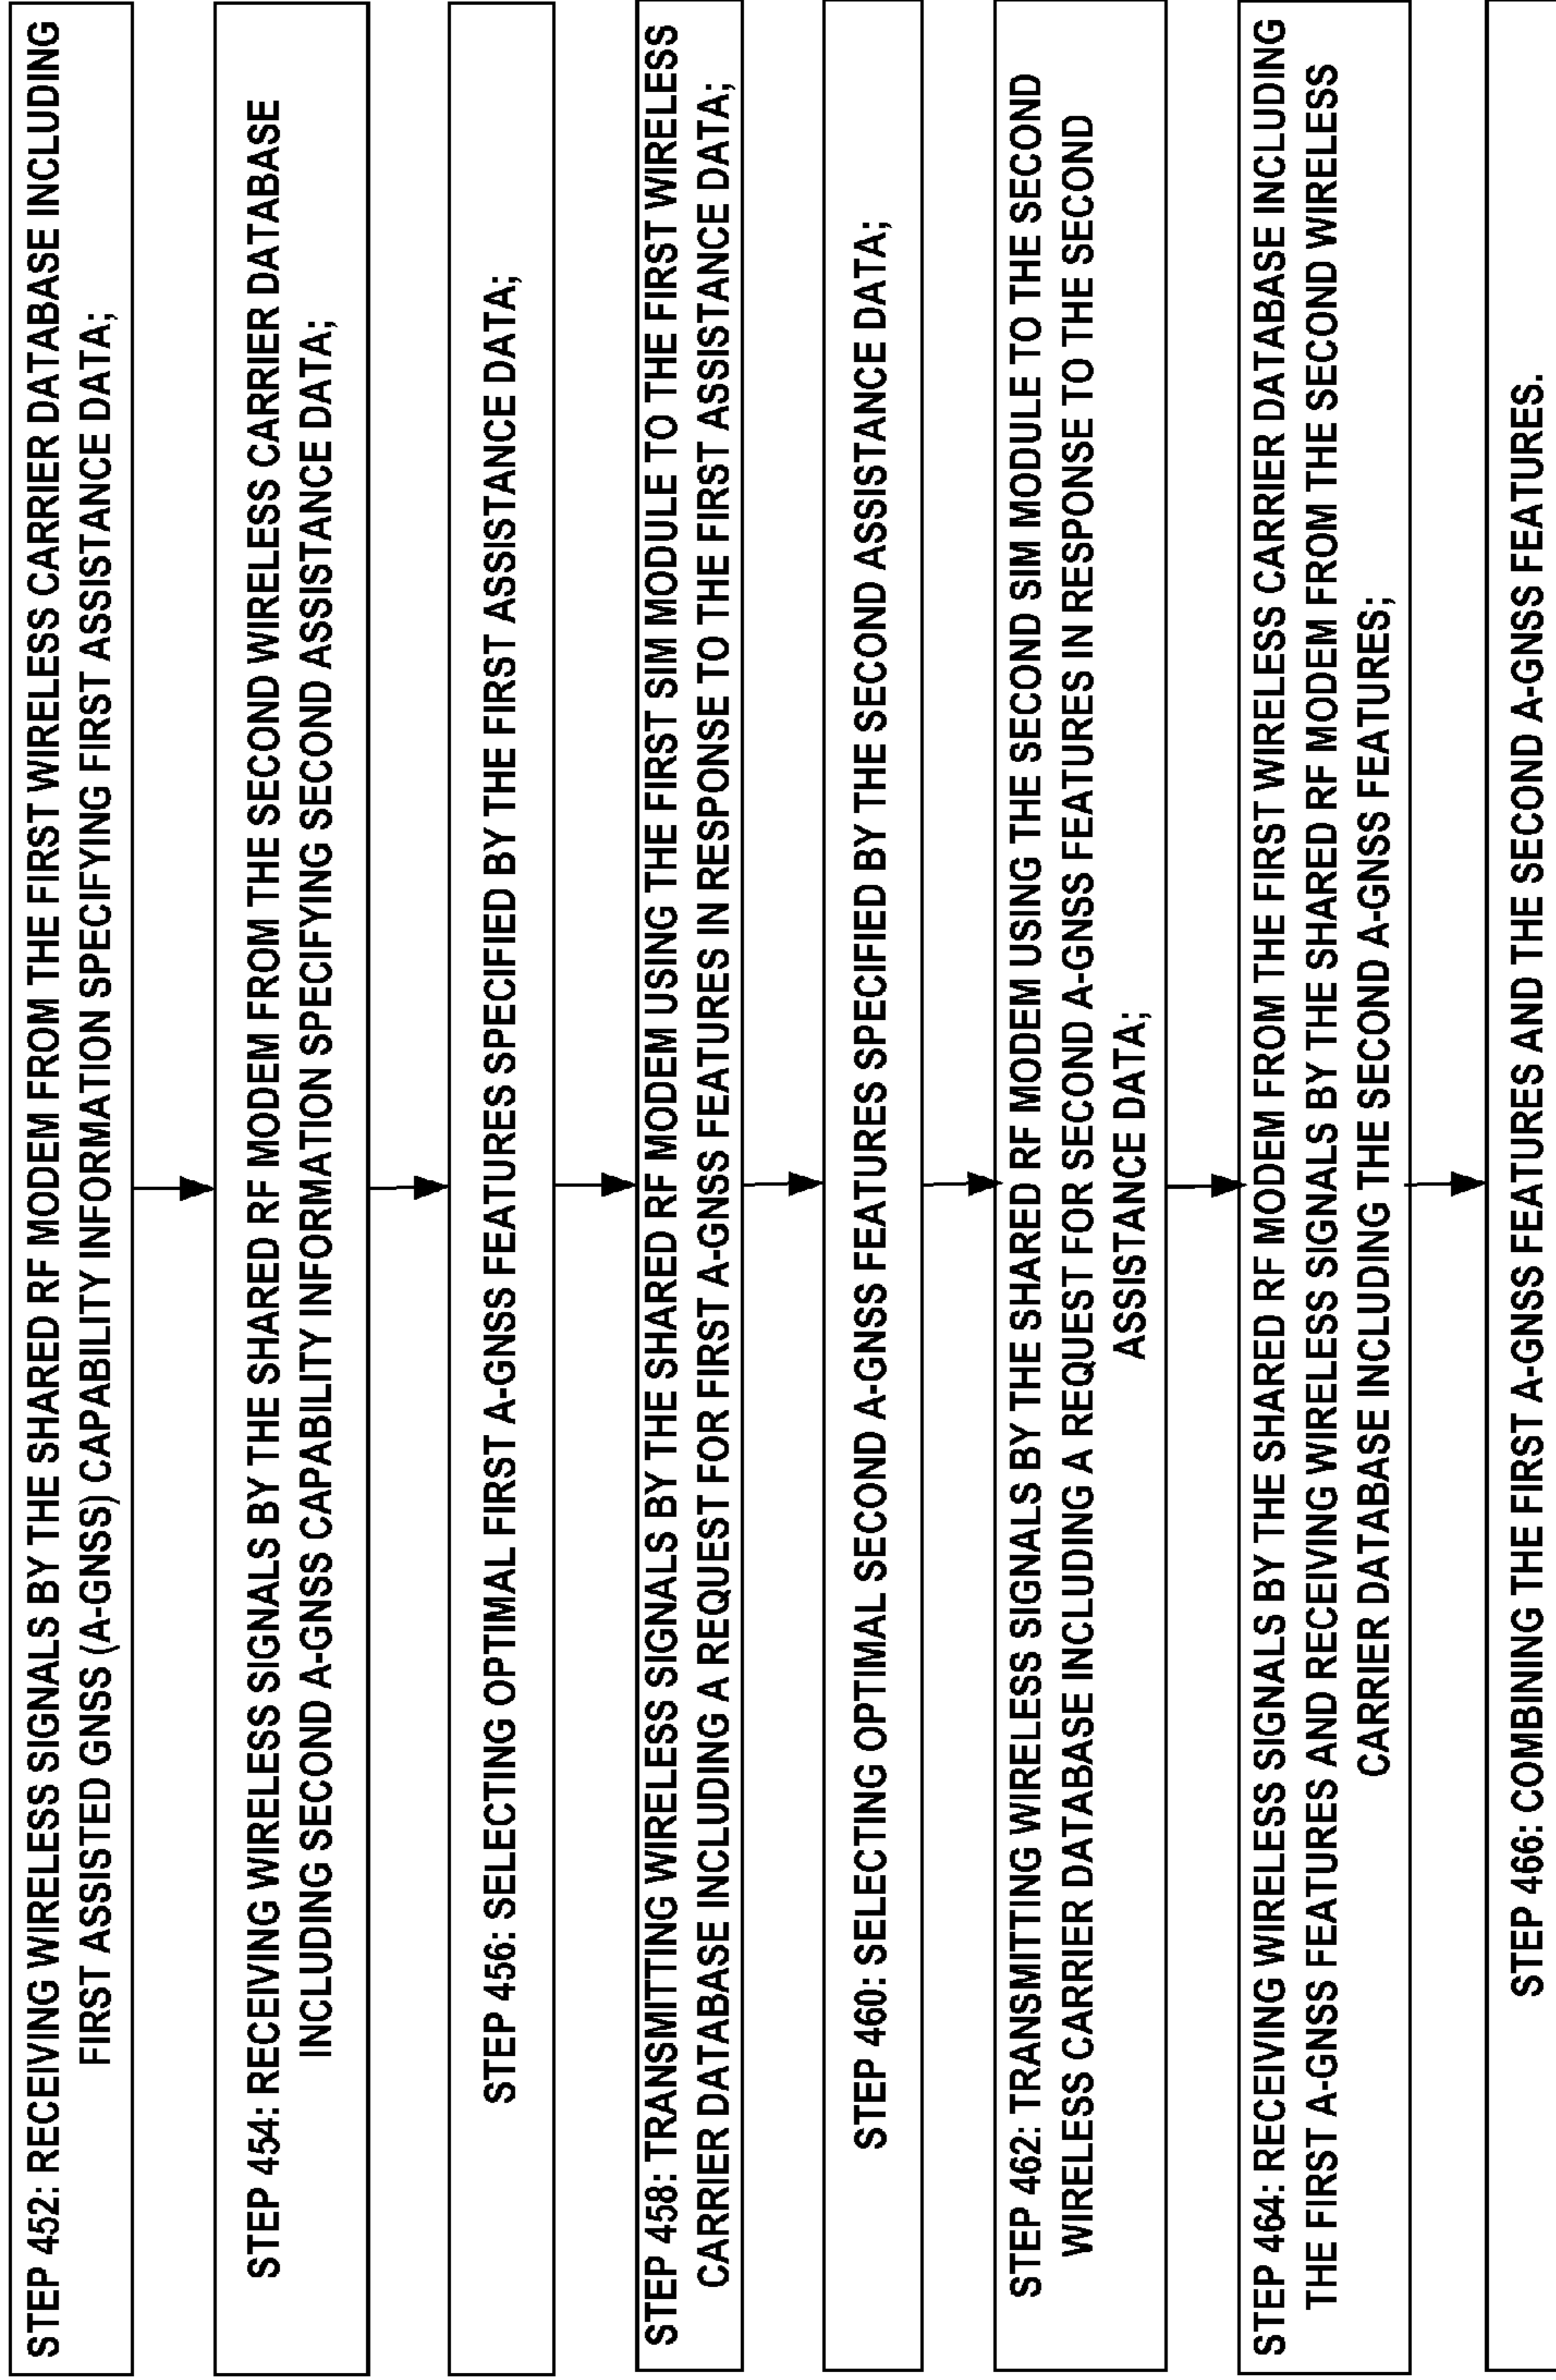 STEP 452: RECEIVING WIRELESS SIGNALS BY THE SHARED RF MODEM FROM THE FIRST WIRELESS CARRIER DATABASE INCLUDING
FIRST ASSISTED GNSS (A-GNSS) CAPABILITY INFORMATION SPECIFYING FIRST ASSISTANCE DATA;
STEP 454: RECEIVING WIRELESS SIGNALS BY THE SHARED RF MODEM FROM THE SECOND WIRELESS CARRIER DATABASE
INCLUDING SECOND A-GNSS CAPABILITY INFORMATION SPECIFYING SECOND ASSISTANCE DATA;
STEP 456: SELECTING OPTIMAL FIRST A-GNSS FEATURES SPECIFIED BY THE FIRST ASSISTANCE DATA;
STEP 458: TRANSMITTING WIRELESS SIGNALS BY THE SHARED RF MODEM USING THE FIRST SIM MODULE TO THE FIRST WIRELESS
CARRIER DATABASE INCLUDING A REQUEST FOR FIRST A-GNSS FEATURES IN RESPONSE TO THE FIRST ASSISTANCE DATA;
STEP 460: SELECTING OPTIMAL SECOND A-GNSS FEATURES SPECIFIED BY THE SECOND ASSISTANCE DATA;
STEP 462: TRANSMITTING WIRELESS SIGNALS BY THE SHARED RF MODEM USING THE SECOND SIM MODULE TO THE SECOND
WIRELESS CARRIER DATABASE INCLUDING A REQUEST FOR SECOND A-GNSS FEATURES IN RESPONSE TO THE SECOND
ASSISTANCE DATA;
STEP 464: RECEIVING WIRELESS SIGNALS BY THE SHARED RF MODEM FROM THE FIRST WIRELESS CARRIER DATABASE INCLUDING
THE FIRST A-GNSS FEATURES AND RECEIVING WIRELESS SIGNALS BY THE SHARED RF MODEM FROM THE SECOND WIRELESS
CARRIER DATABASE INCLUDING THE SECOND A-GNSS FEATURES;
STEP 466: COMBINING THE FIRST A-GNSS FEATURES AND THE SECOND A-GNSS FEATURES.